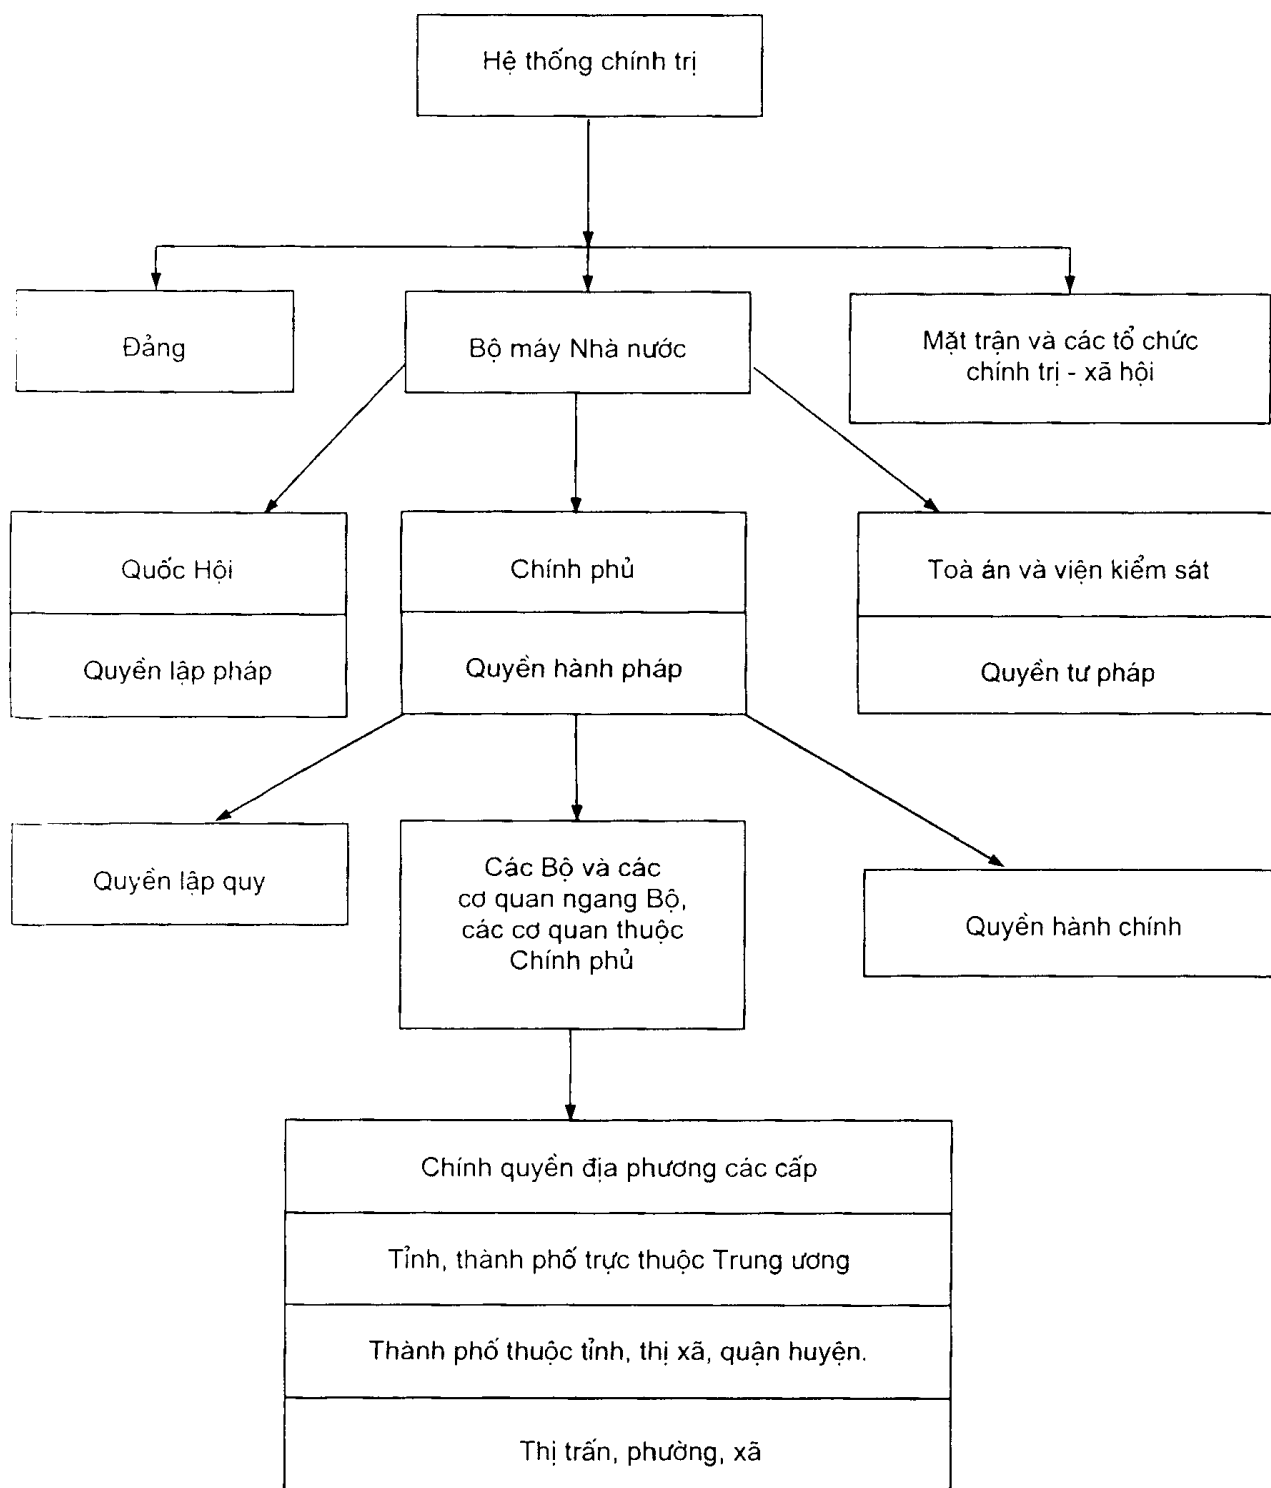 Hệ thống chính trị
Đảng
Bộ máy Nhà nước
Mặt trận và các tổ chức
chính trị - xã hội
Quốc Hội
Chính phủ
Toà án và viện kiểm sát
Quyền lập pháp
Quyền hành pháp
Quyền tư pháp
Quyền lập quy
Các Bộ và các
cơ quan ngang Bộ,
các cơ quan thuộc
Chính phủ
Quyền hành chính
Chính quyền địa phương các cấp
Tỉnh, thành phố trực thuộc Trung ương
Thành phố thuộc tỉnh, thị xã, quận huyện.
Thị trấn, phường, xã